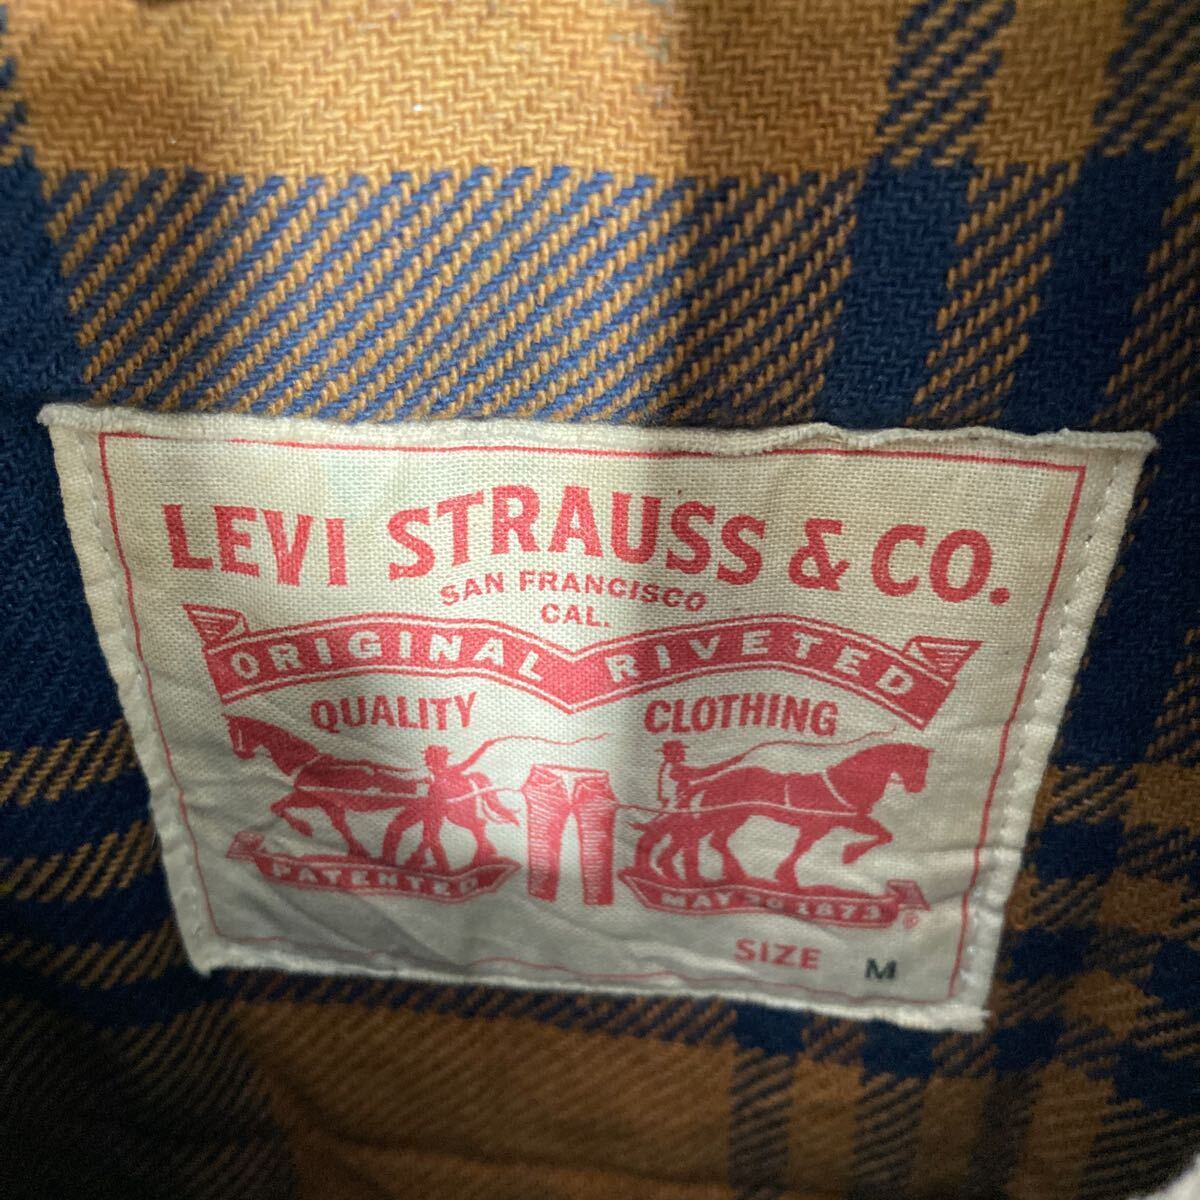 LEVI STRAUSS & CO.
SAN FRANCISCO
CAL.
ORIGINAL RIVETED
QUALITY CLOTHING
PATENTED MAY 20 1873 ©
SIZE M